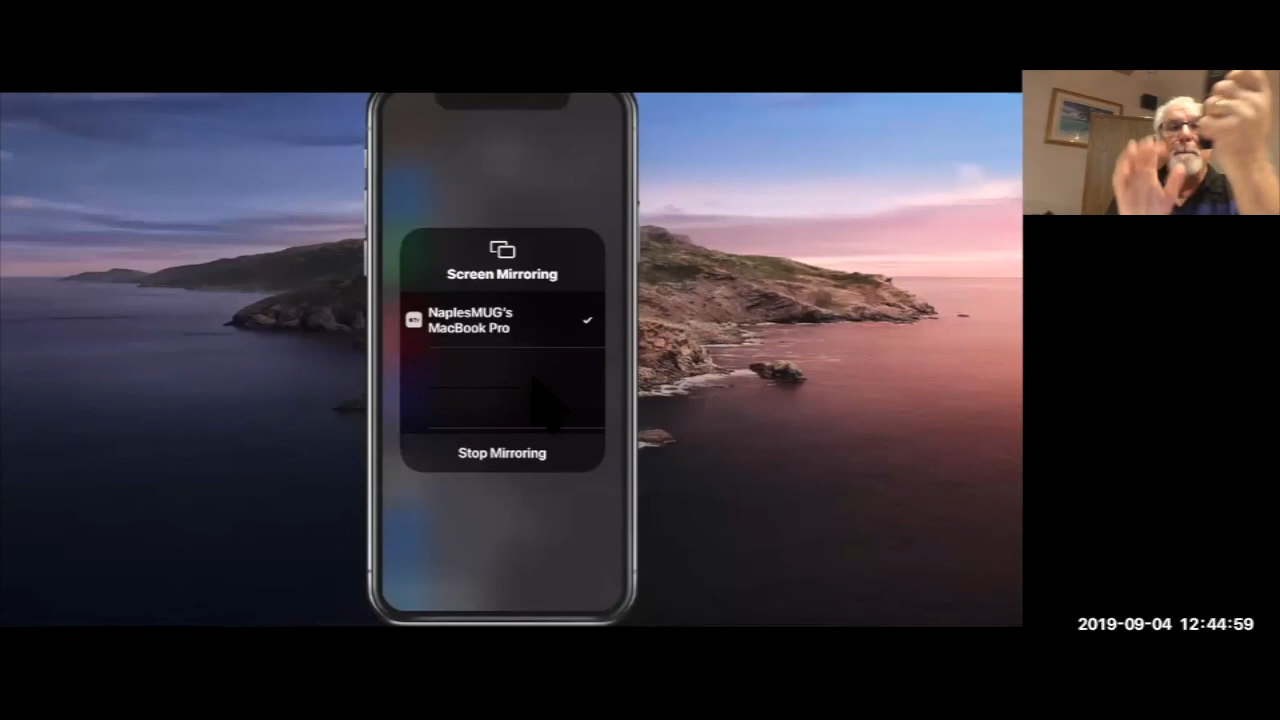 Screen Mirroring
NaplesMUG's
MacBook Pro
Stop Mirroring
2019-09-04 12:44:59